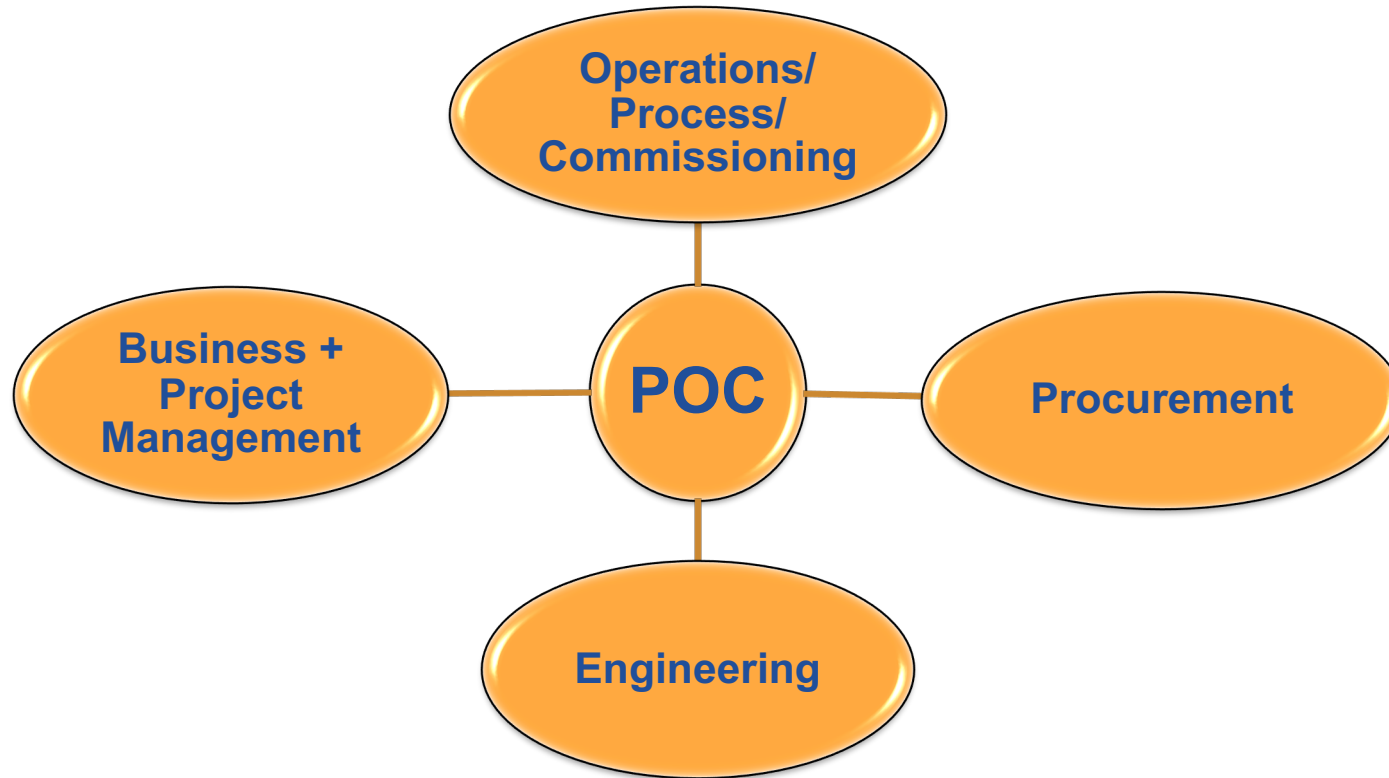 Operations/
Process/
Commissioning
Business +
Project
Management
POC
Procurement
Engineering